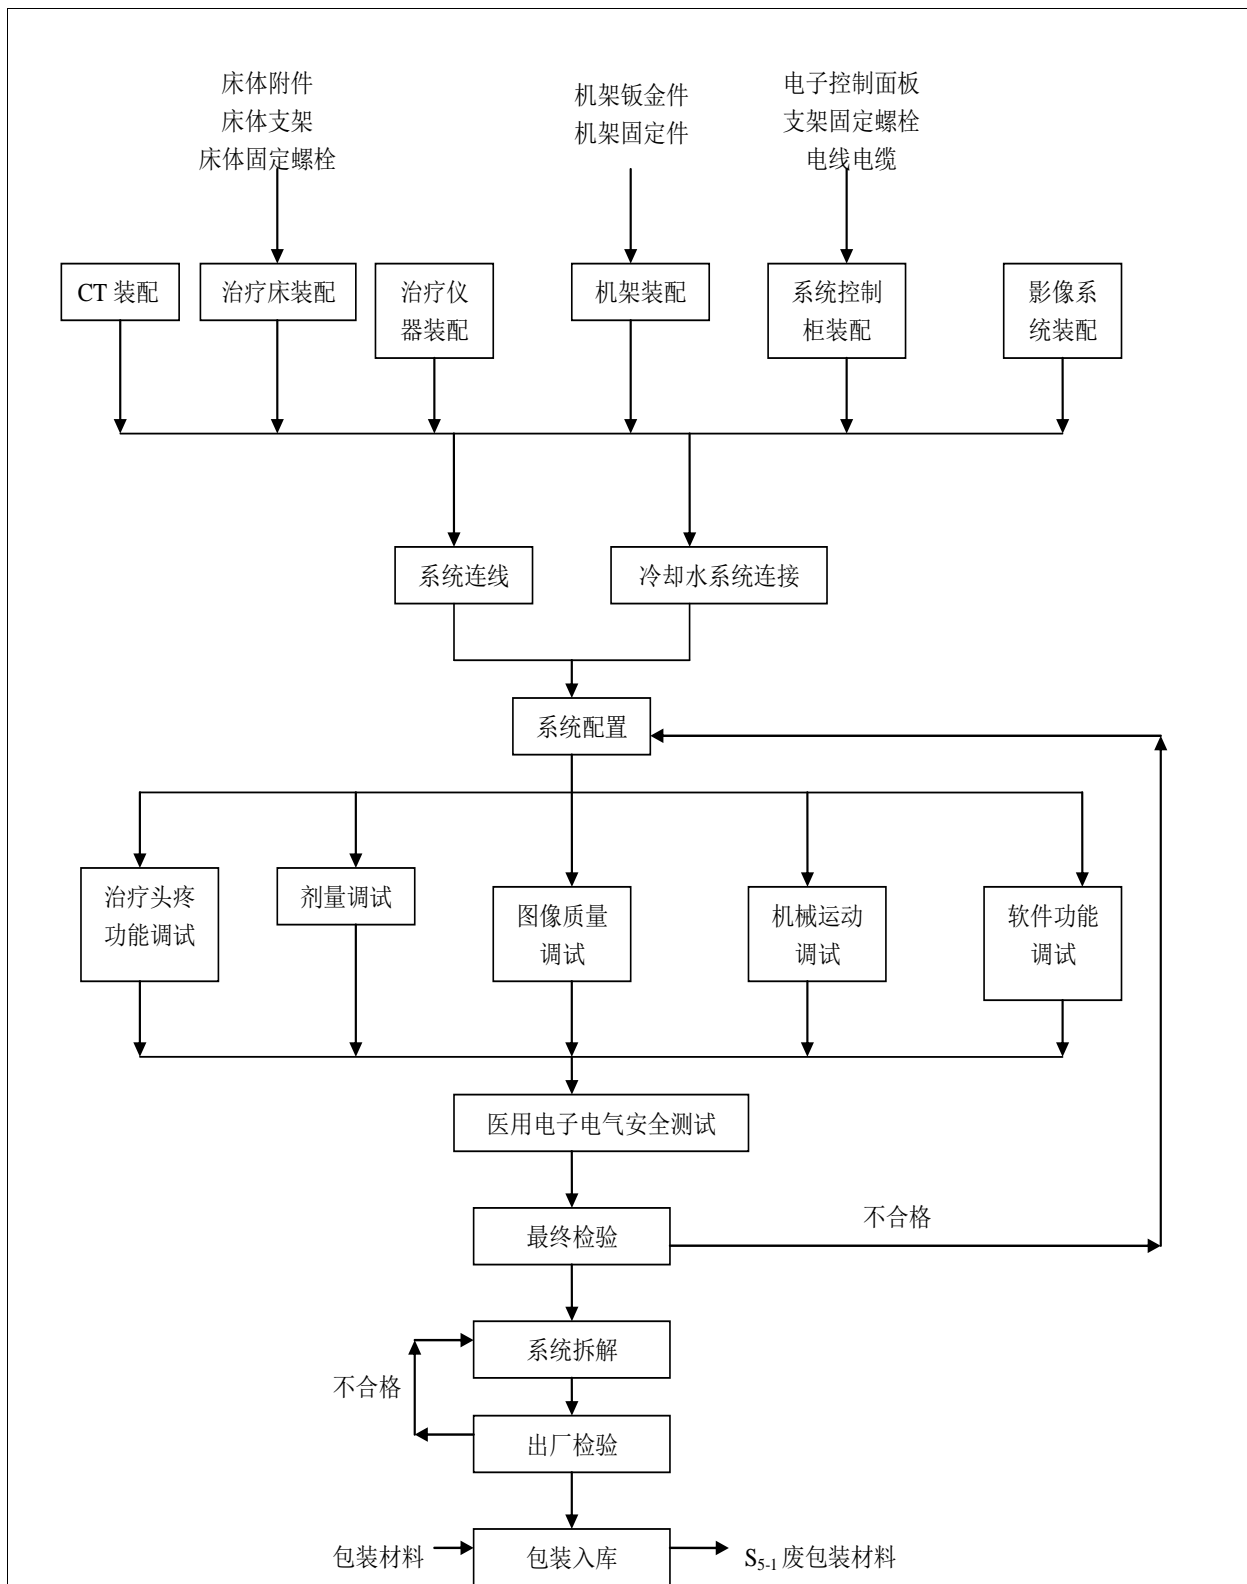 床体附件
床体支架
床体固定螺栓
机架钣金件
机架固定件
电子控制面板
支架固定螺栓
电线电缆
CT 装配
治疗床装配
治疗仪
器装配
机架装配
系统控制
柜装配
影像系
统装配
系统连线
冷却水系统连接
系统配置
治疗头疼
功能调试
剂量调试
图像质量
调试
机械运动
调试
软件功能
调试
医用电子电气安全测试
最终检验
不合格
系统拆解
不合格
出厂检验
包装材料
包装入库
S5-1 废包装材料